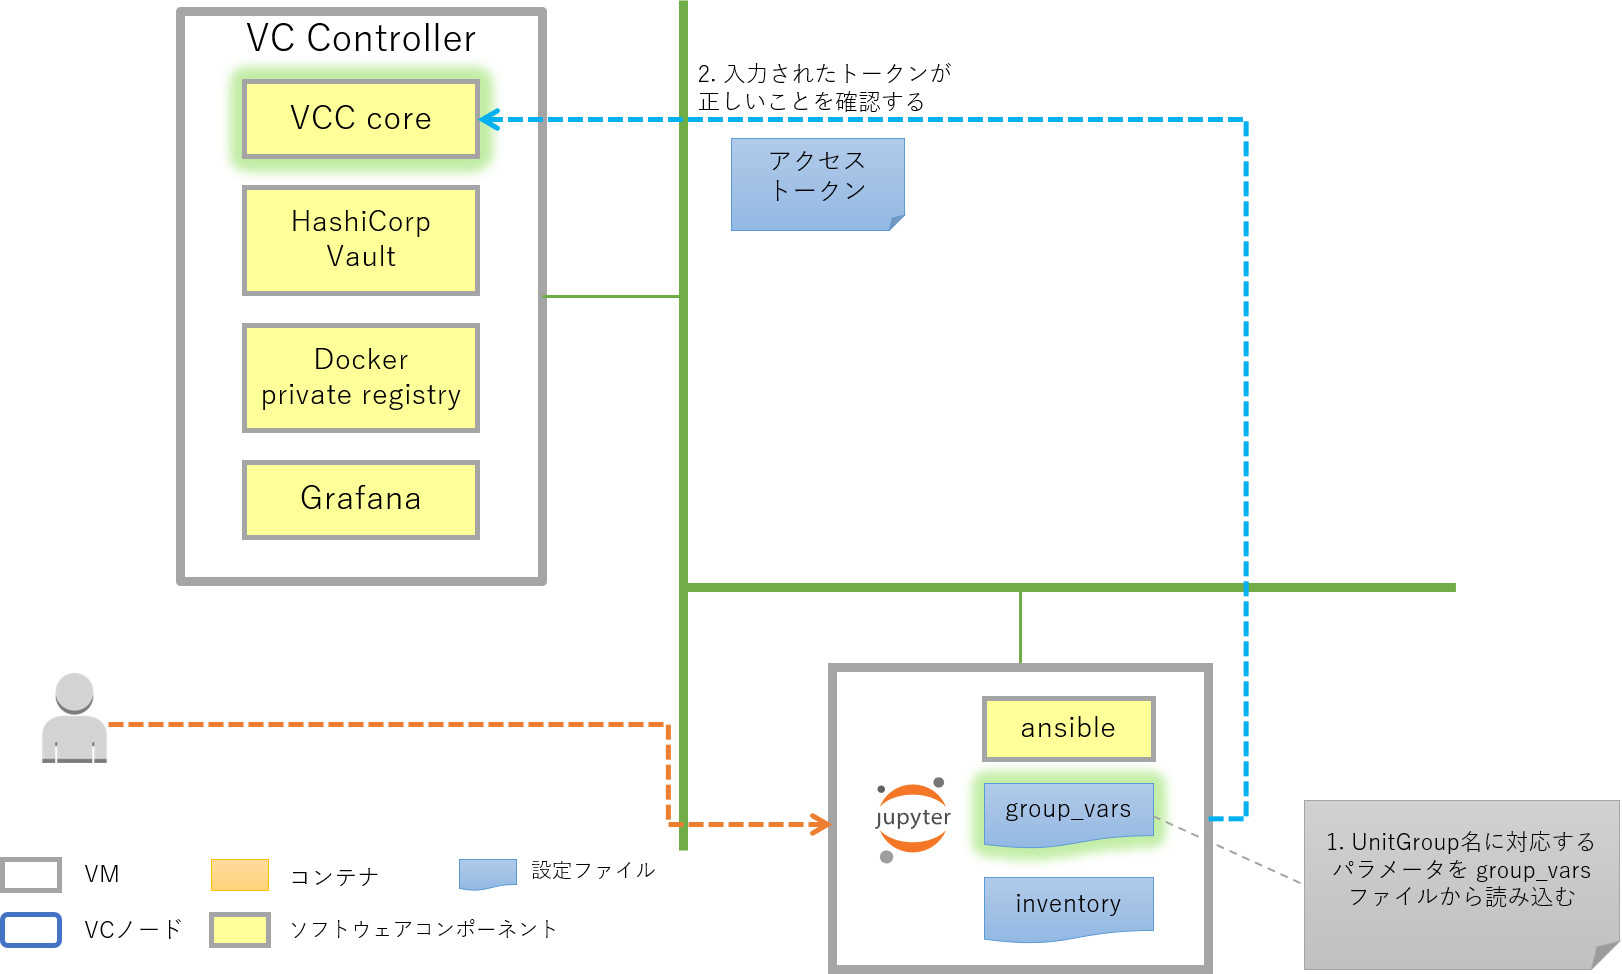 VC Controller
VCC core
HashiCorp
Vault
Docker
private registry
Grafana
2. 入力されたトークンが
正しいことを確認する
アクセス
トークン
ansible
jupyter
group_vars
inventory
1. UnitGroup名に対応する
パラメータを group_vars
ファイルから読み込む
VM
コンテナ
設定ファイル
VCノード
ソフトウェアコンポーネント